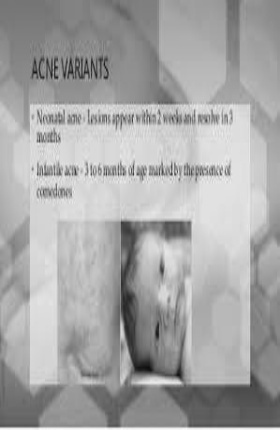 ACNE VARIANTS
• Neonatal acne - Lesions appear within 2 weeks and resolve in 3
months
• Infantile acne - 3 to 6 months of age marked by the presence of
comedones